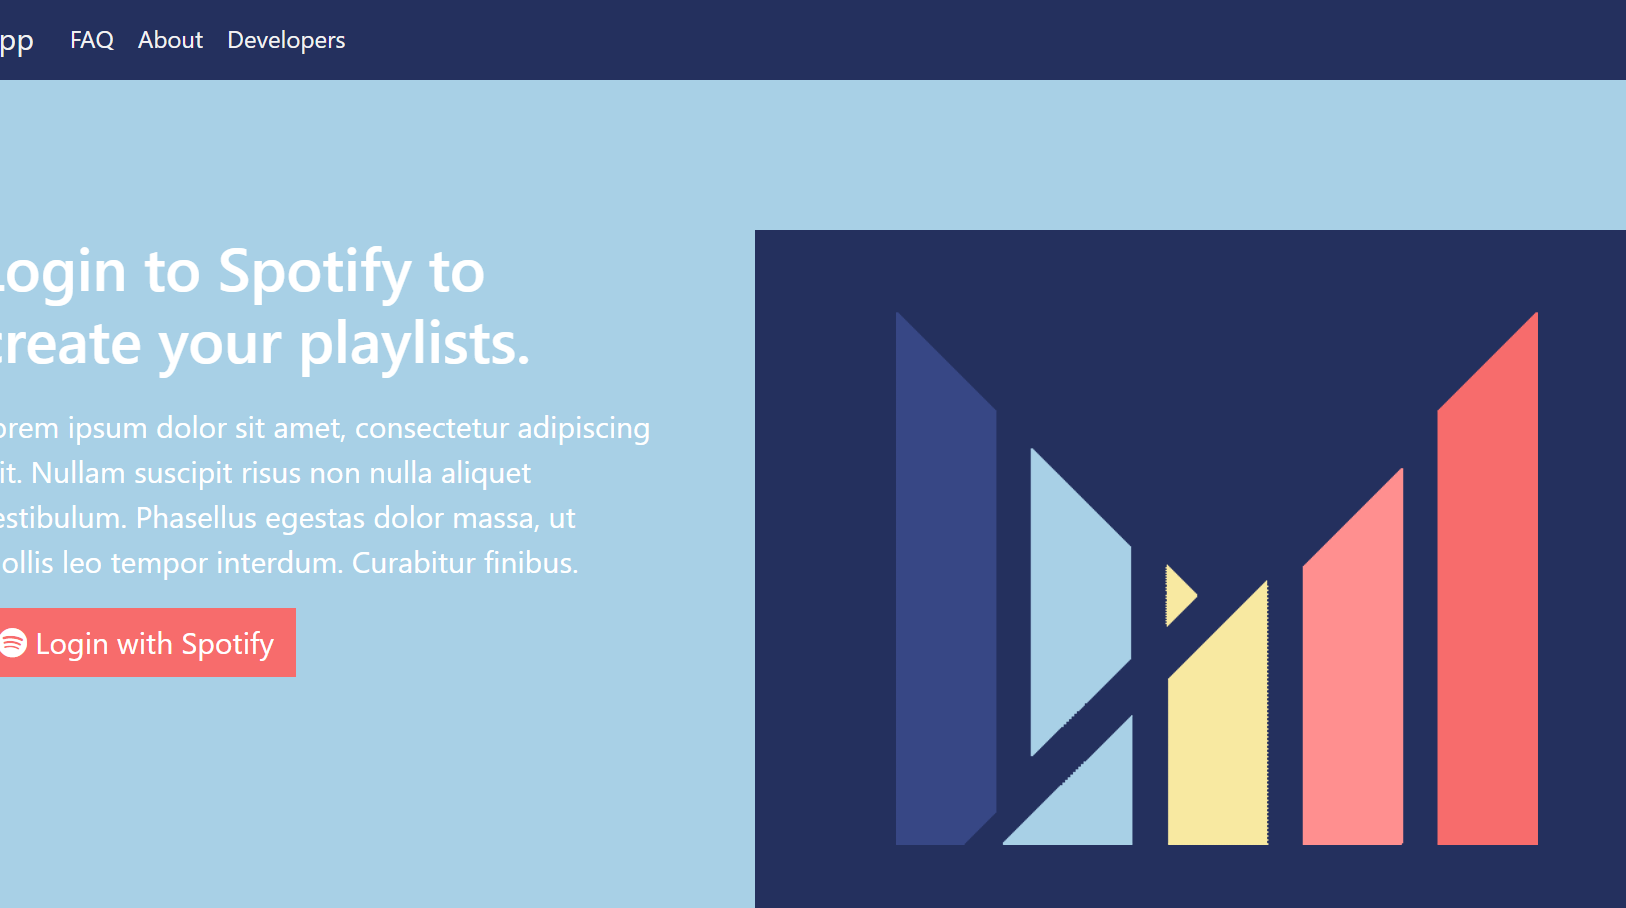 pp FAQ About Developers
Login to Spotify to
create your playlists.
orem ipsum dolor sit amet, consectetur adipiscing
it. Nullam suscipit risus non nulla aliquet
estibulum. Phasellus egestas dolor massa, ut
ollis leo tempor interdum. Curabitur finibus.
Login with Spotify